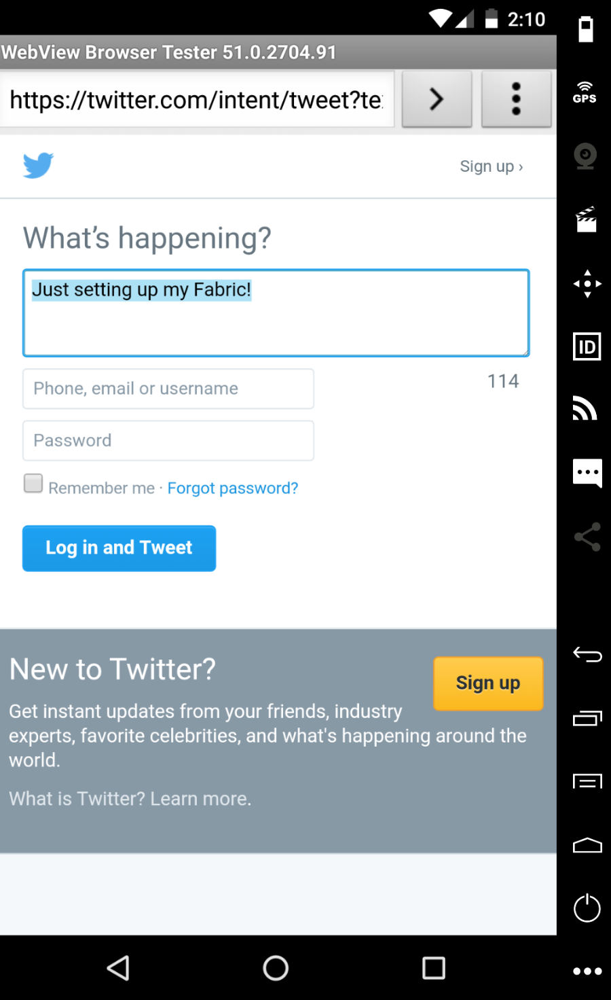 2:10
WebView Browser Tester 51.0.2704.91
https://twitter.com/intent/tweet?te
GPS
Sign up ›
What's happening?
Just setting up my Fabric!
ID
Phone, email or username
114
Password
Remember me · Forgot password?
Log in and Tweet
New to Twitter?
Sign up
Get instant updates from your friends, industry
experts, favorite celebrities, and what's happening around the
world.
What is Twitter? Learn more.